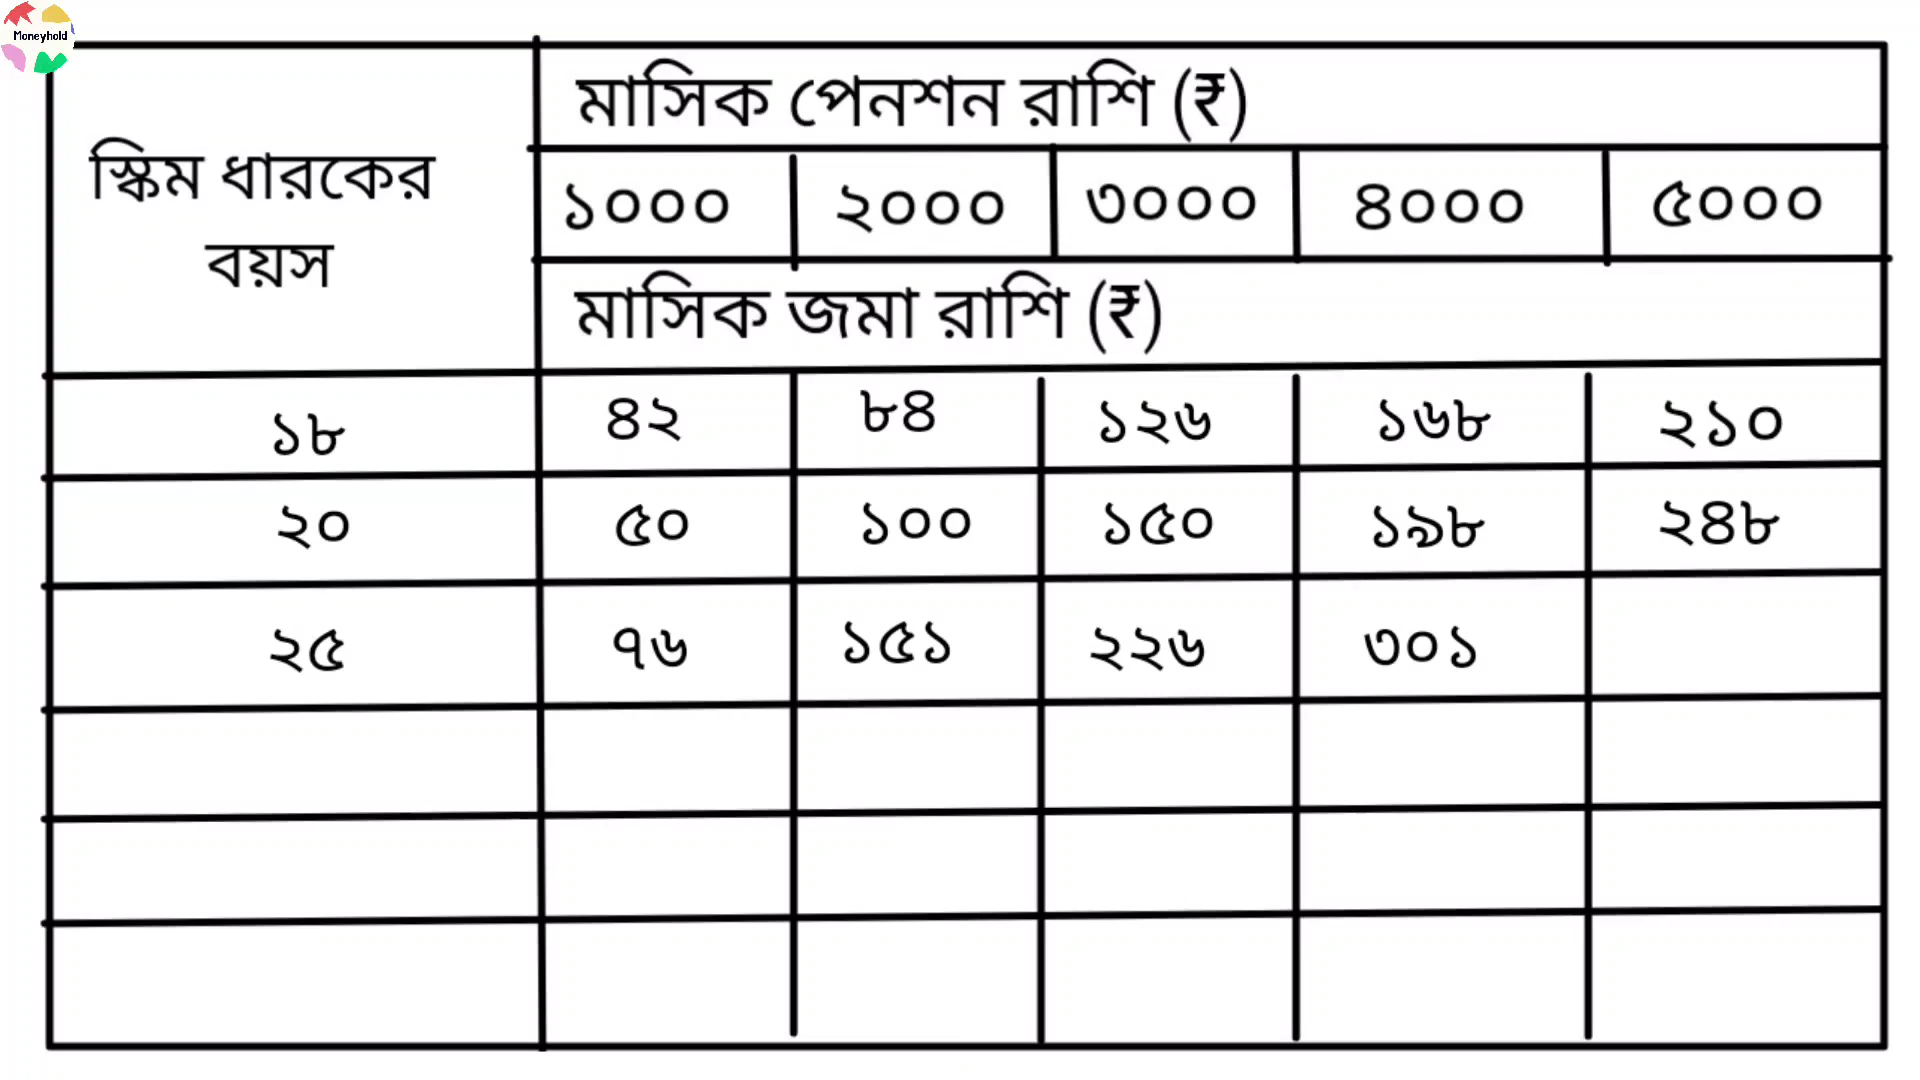 Moneyhold
স্কিম ধারকের
বয়স
মাসিক পেনশন রাশি (₹)
১০০০ ২০০০ ৩০০০ ৪০০০ ৫০০০
মাসিক জমা রাশি (₹)
১৮ ৪২ ৮৪ ১২৬ ১৬৮ ২১০
২০ ৫০ ১০০ ১৫০ ১৯৮ ২৪৮
২৫ ৭৬ ১৫১ ২২৬ ৩০১